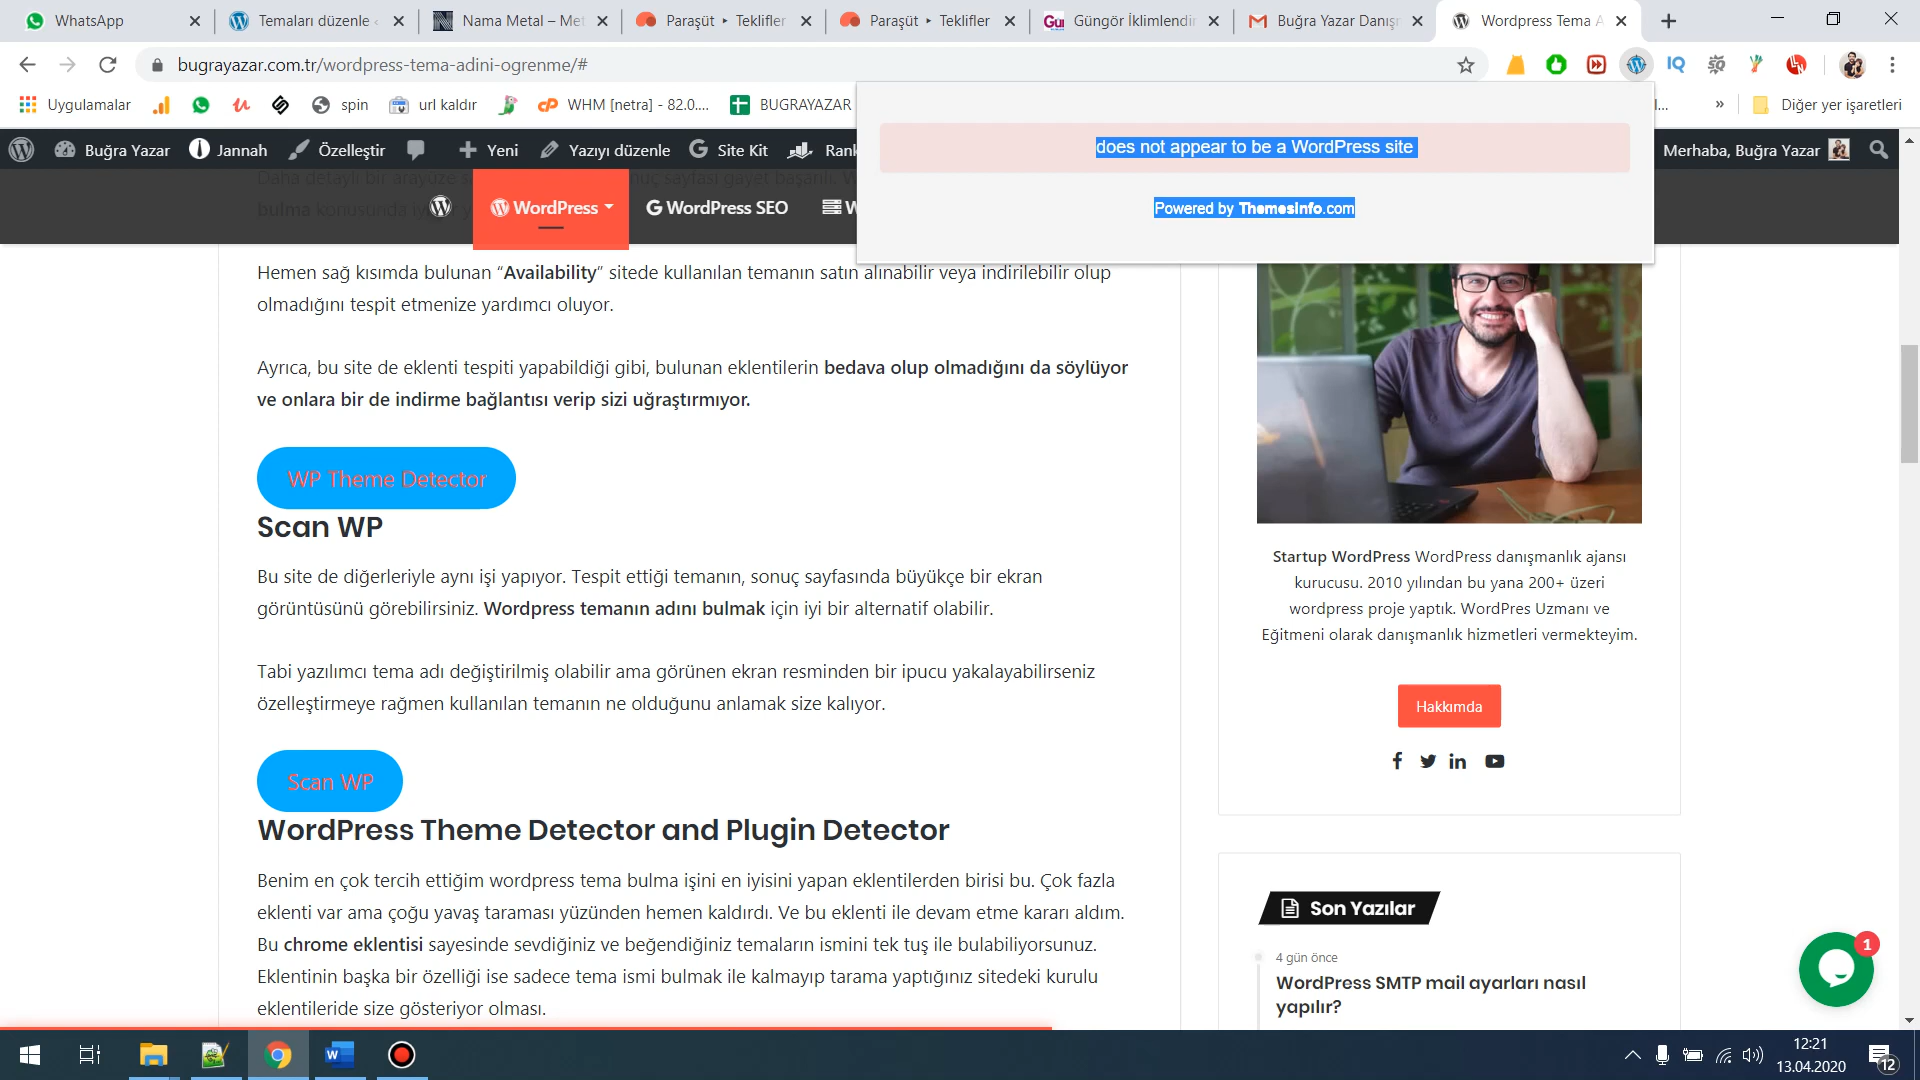 WhatsApp
Temaları düzenle
Nama Metal – Met
Paraşüt ‣ Teklifler
Paraşüt ‣ Teklifler
Güngör İklimlendir
Buğra Yazar Danışm
Wordpress Tema A
bugrayazar.com.tr/wordpress-tema-adini-ogrenme/#
Uygulamalar
spin
url kaldır
WHM [netra] - 82.0....
BUGRAYAZAR
Diğer yer işaretleri
Buğra Yazar
Jannah
Özelleştir
Yeni
Yazıyı düzenle
Site Kit
Rank
Merhaba, Buğra Yazar
does not appear to be a WordPress site
Powered by ThemesInfo.com
WordPress
WordPress SEO
W
Hemen sağ kısımda bulunan “Availability” sitede kullanılan temanın satın alınabilir veya indirilebilir olup
olmadığını tespit etmenize yardımcı oluyor.
Ayrıca, bu site de eklenti tespiti yapabildiği gibi, bulunan eklentilerin bedava olup olmadığını da söylüyor
ve onlara bir de indirme bağlantısı verip sizi uğraştırmıyor.
WP Theme Detector
Scan WP
Bu site de diğerleriyle aynı işi yapıyor. Tespit ettiği temanın, sonuç sayfasında büyükçe bir ekran
görüntüsünü görebilirsiniz. Wordpress temanın adını bulmak için iyi bir alternatif olabilir.
Tabi yazılımcı tema adı değiştirilmiş olabilir ama görünen ekran resminden bir ipucu yakalayabilirseniz
özelleştirmeye rağmen kullanılan temanın ne olduğunu anlamak size kalıyor.
Scan WP
WordPress Theme Detector and Plugin Detector
Benim en çok tercih ettiğim wordpress tema bulma işini en iyisini yapan eklentilerden birisi bu. Çok fazla
eklenti var ama çoğu yavaş taraması yüzünden hemen kaldırdı. Ve bu eklenti ile devam etme kararı aldım.
Bu chrome eklentisi sayesinde sevdiğiniz ve beğendiğiniz temaların ismini tek tuş ile bulabiliyorsunuz.
Eklentinin başka bir özelliği ise sadece tema ismi bulmak ile kalmayıp tarama yaptığınız sitedeki kurulu
eklentileride size gösteriyor olması.
Startup WordPress WordPress danışmanlık ajansı
kurucusu. 2010 yılından bu yana 200+ üzeri
wordpress proje yaptık. WordPres Uzmanı ve
Eğitmeni olarak danışmanlık hizmetleri vermekteyim.
Hakkımda
Son Yazılar
4 gün önce
WordPress SMTP mail ayarları nasıl
yapılır?
1
12:21
13.04.2020
12